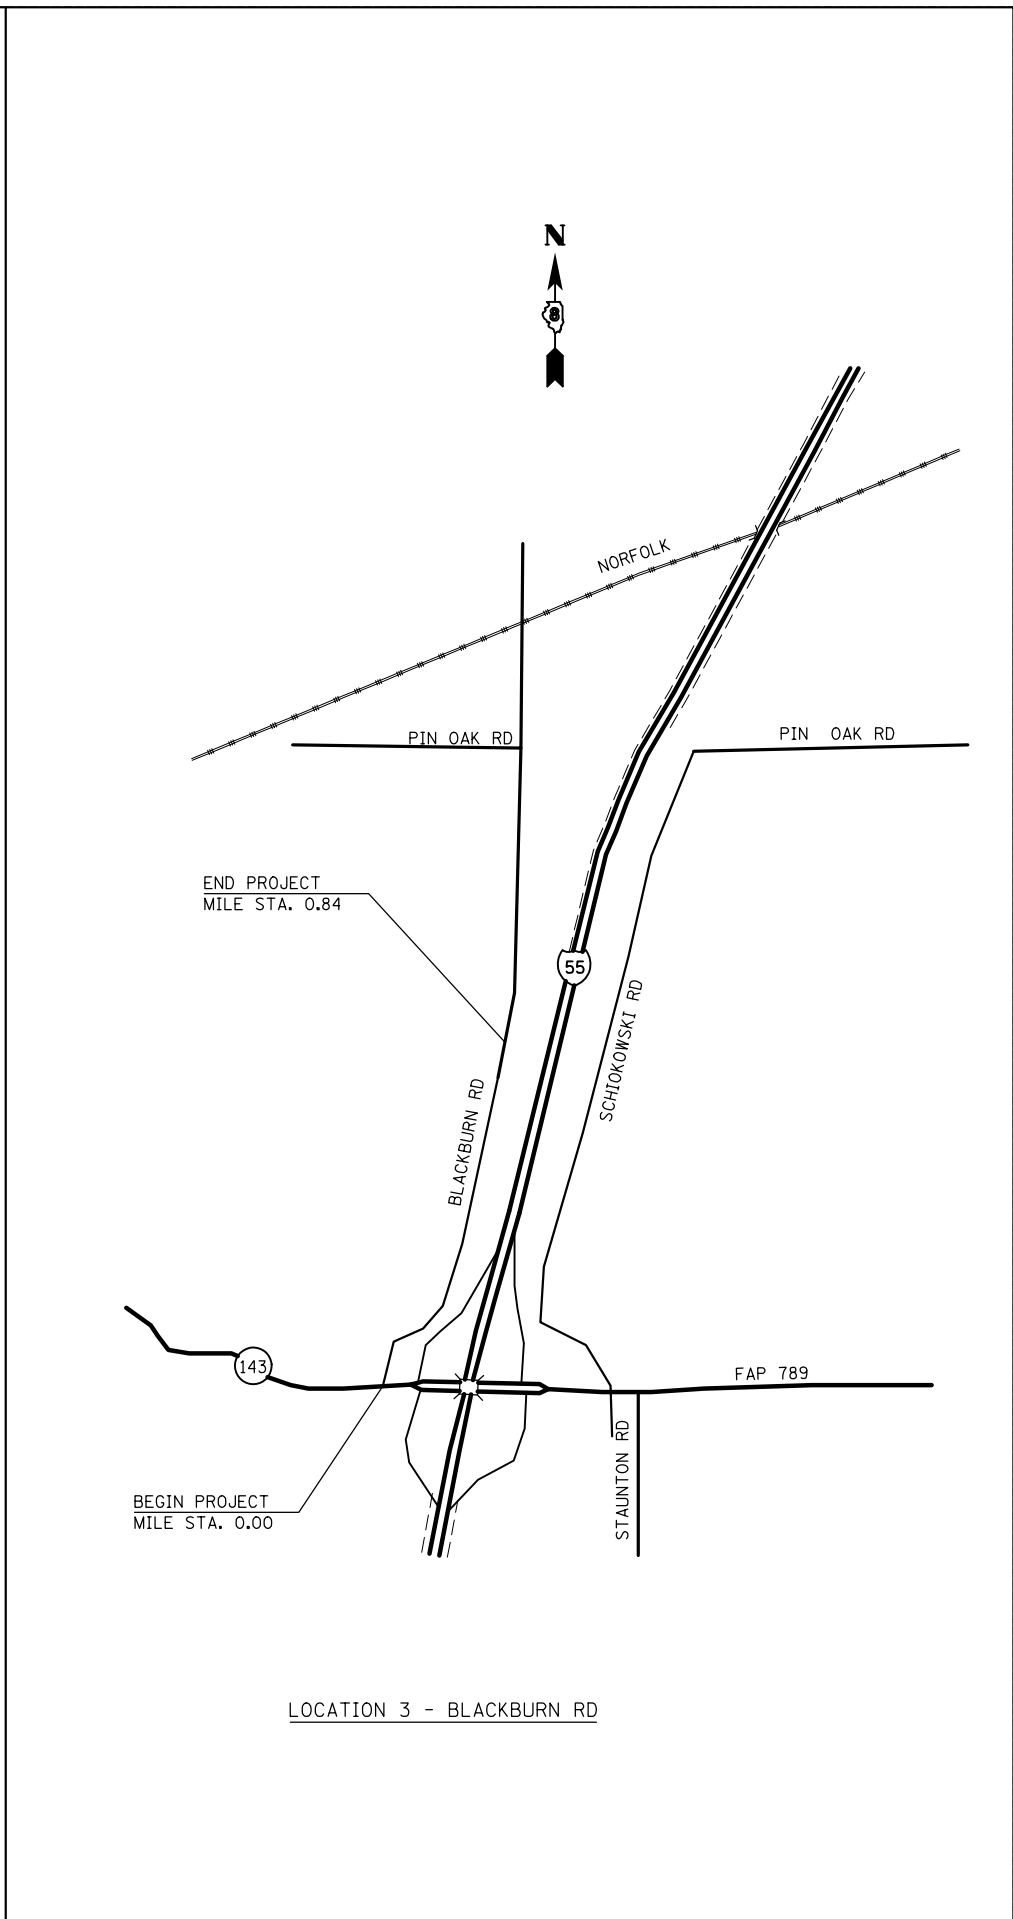 N
8
NORFOLK
PIN OAK RD
PIN OAK RD
END PROJECT
MILE STA. 0.84
55
SCHIOKOWSKI RD
BLACKBURN RD
143
FAP 789
STAUNTON RD
BEGIN PROJECT
MILE STA. 0.00
LOCATION 3 - BLACKBURN RD